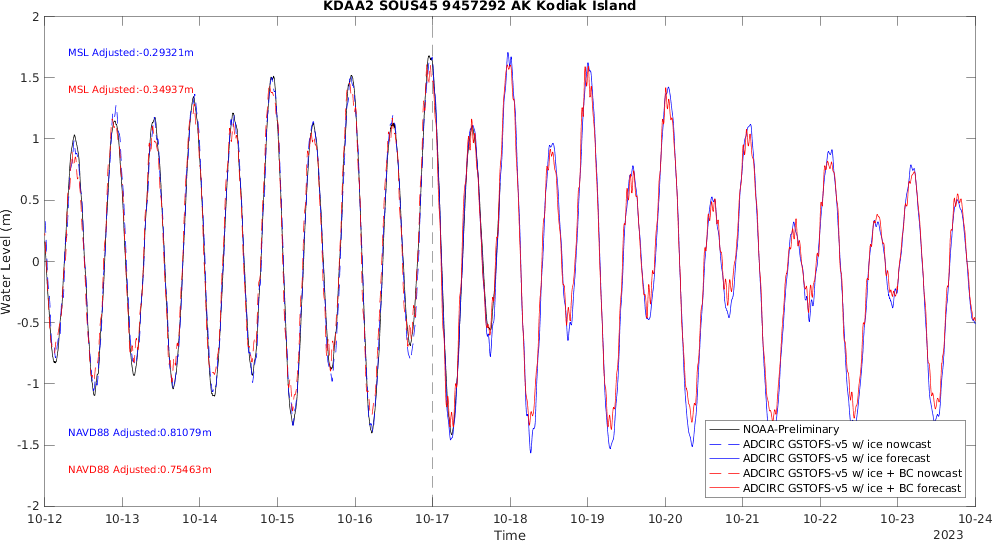 KDAA2 SOUS45 9457292 AK Kodiak Island
2
1.5
1
0.5
0
-0.5
-1
-1.5
-2
Water Level (m)
MSL Adjusted:-0.29321m
MSL Adjusted:-0.34937m
NAVD88 Adjusted:0.81079m
NAVD88 Adjusted:0.75463m
NOAA-Preliminary
ADCIRC GSTOFS-v5 w/ ice nowcast
ADCIRC GSTOFS-v5 w/ ice forecast
ADCIRC GSTOFS-v5 w/ ice + BC nowcast
ADCIRC GSTOFS-v5 w/ ice + BC forecast
10-12 10-13 10-14 10-15 10-16 10-17 10-18 10-19 10-20 10-21 10-22 10-23 10-24
Time
2023